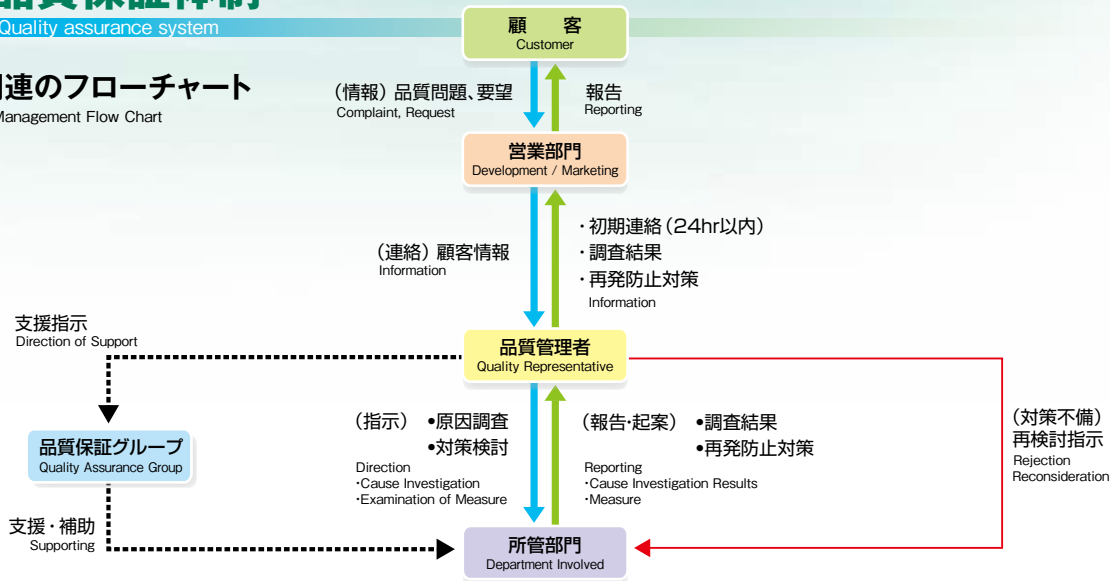 品質保証体制
Quality assurance system
連のフローチャート
Management Flow Chart
顧 客
Customer
(情報) 品質問題、要望
Complaint, Request
報告
Reporting
営業部門
Development / Marketing
(連絡) 顧客情報
Information
・初期連絡(24hr以内)
・調査結果
・再発防止対策
Information
支援指示
Direction of Support
品質管理者
Quality Representative
品質保証グループ
Quality Assurance Group
(指示) •原因調査
•対策検討
Direction
・Cause Investigation
・Examination of Measure
(報告・起案) •調査結果
•再発防止対策
Reporting
・Cause Investigation Results
・Measure
(対策不備)
再検討指示
Rejection
Reconsideration
支援・補助
Supporting
所管部門
Department Involved